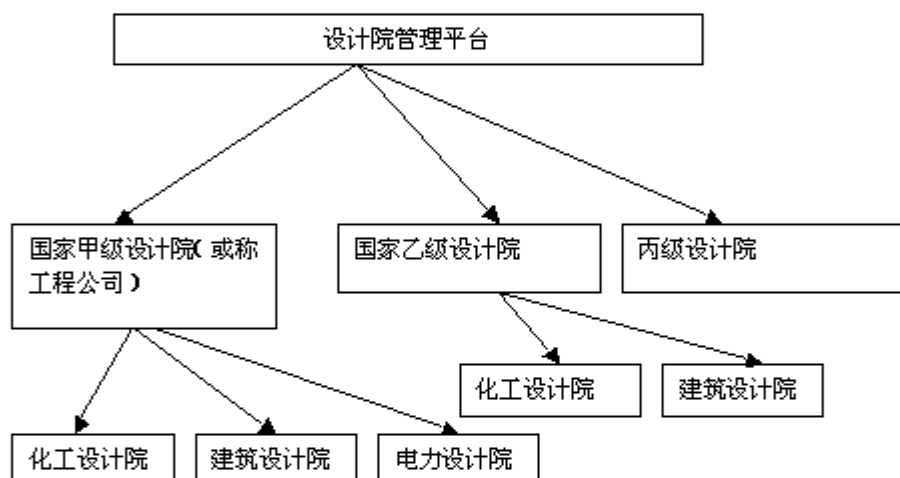 设计院管理平台
国家甲级设计院(或称
工程公司)
国家乙级设计院
丙级设计院
化工设计院
建筑设计院
化工设计院
建筑设计院
电力设计院